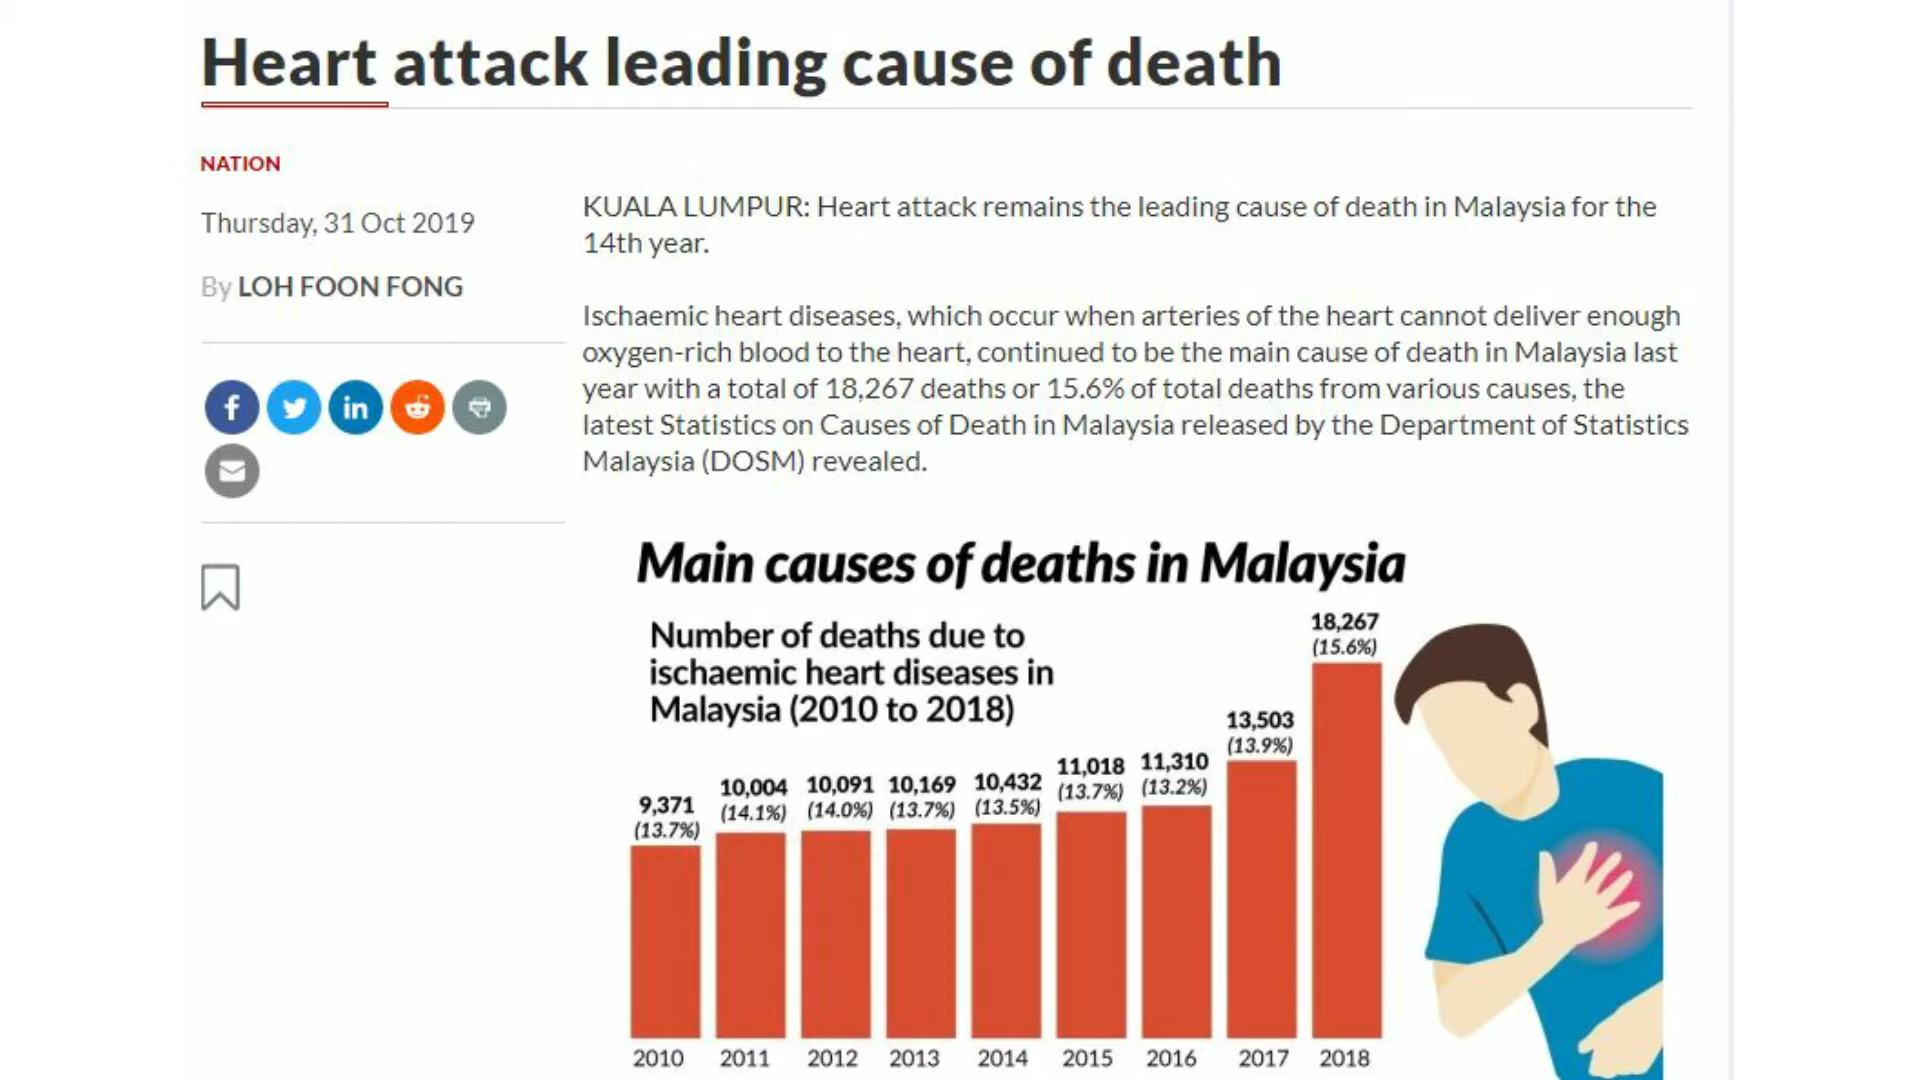 Heart attack leading cause of death
NATION
Thursday, 31 Oct 2019
By LOH FOON FONG
KUALA LUMPUR: Heart attack remains the leading cause of death in Malaysia for the
14th year.
Ischaemic heart diseases, which occur when arteries of the heart cannot deliver enough
oxygen-rich blood to the heart, continued to be the main cause of death in Malaysia last
year with a total of 18,267 deaths or 15.6% of total deaths from various causes, the
latest Statistics on Causes of Death in Malaysia released by the Department of Statistics
Malaysia (DOSM) revealed.
Main causes of deaths in Malaysia
Number of deaths due to
ischaemic heart diseases in
Malaysia (2010 to 2018)
9,371
(13.7%)
10,004
(14.1%)
10,091
(14.0%)
10,169
(13.7%)
10,432
(13.5%)
11,018
(13.7%)
11,310
(13.2%)
13,503
(13.9%)
18,267
(15.6%)
2010 2011 2012 2013 2014 2015 2016 2017 2018